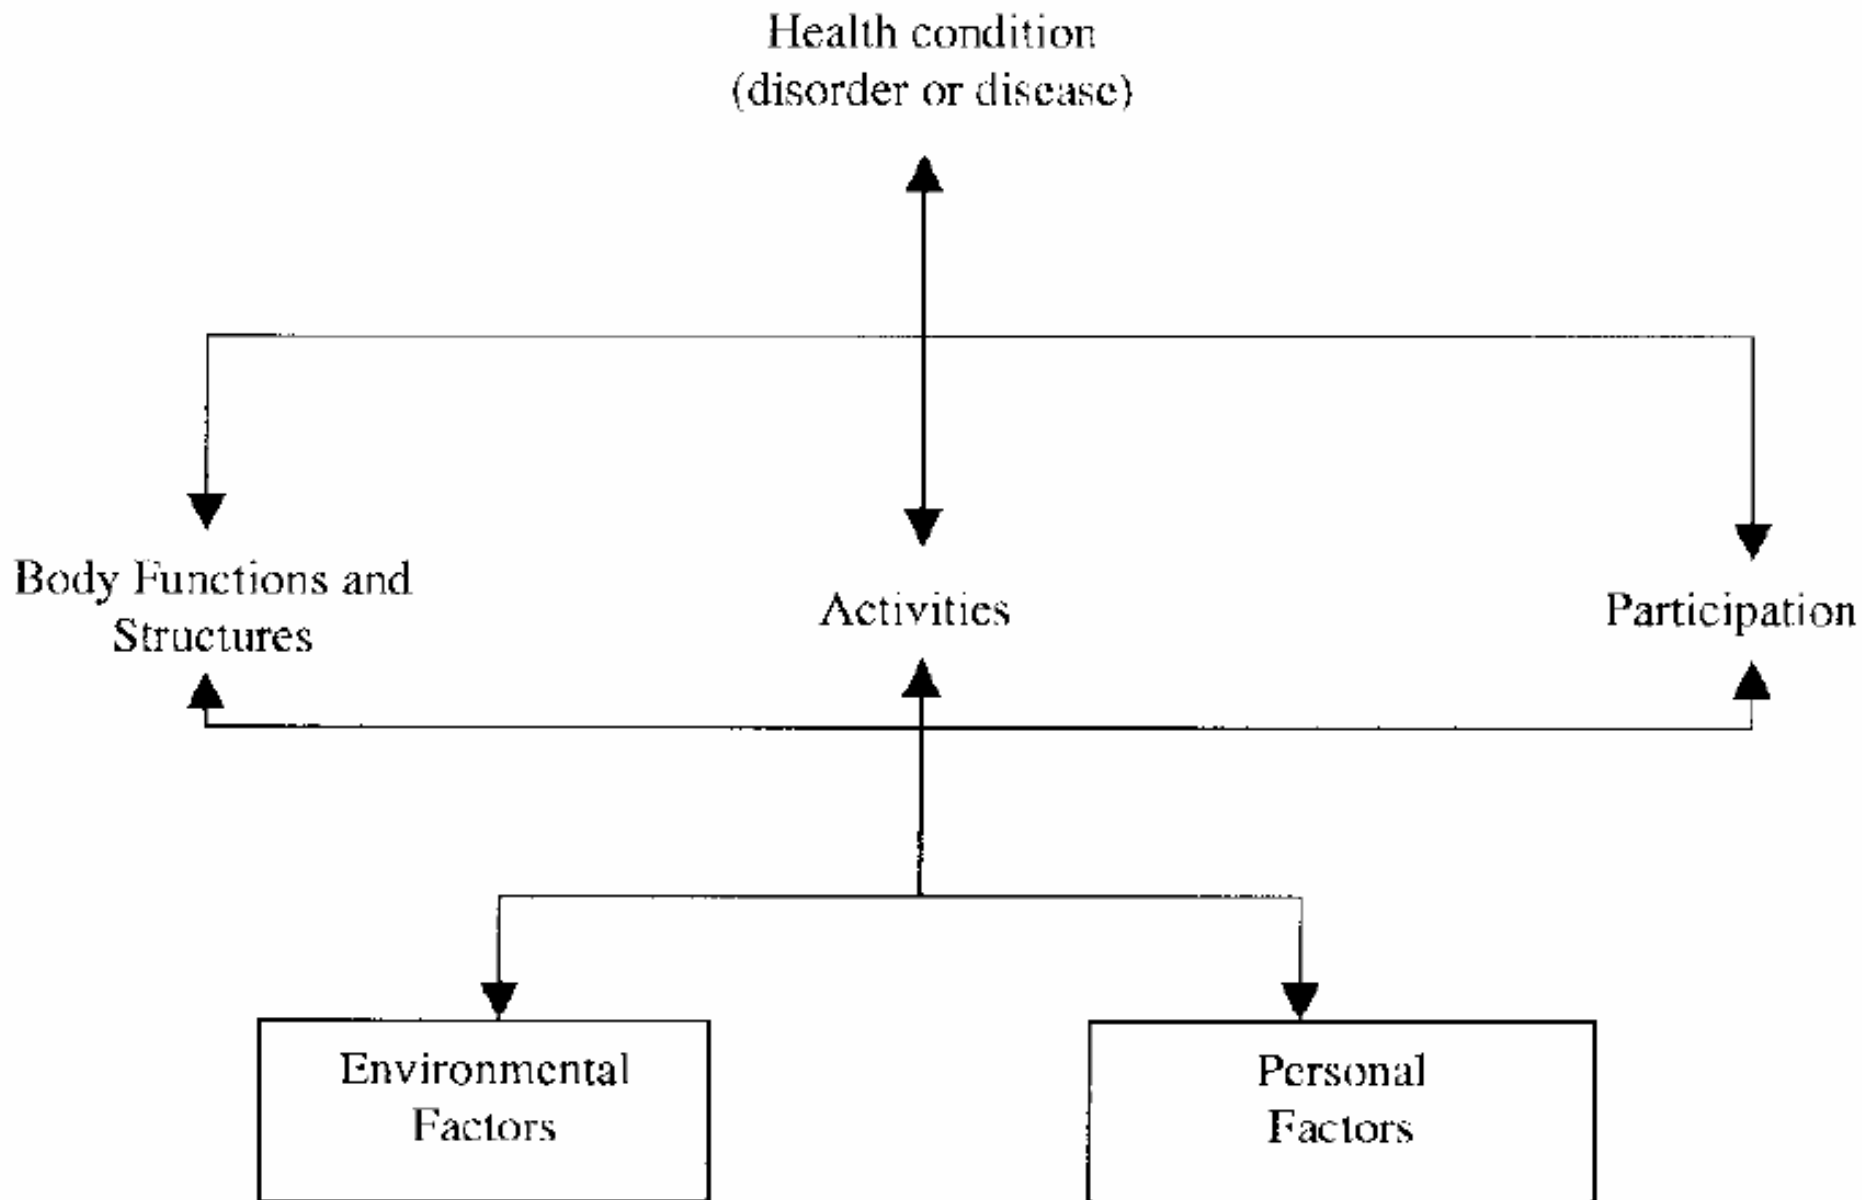 Health condition
(disorder or disease)
Body Functions and
Structures
Activities
Participation
Environmental
Factors
Personal
Factors